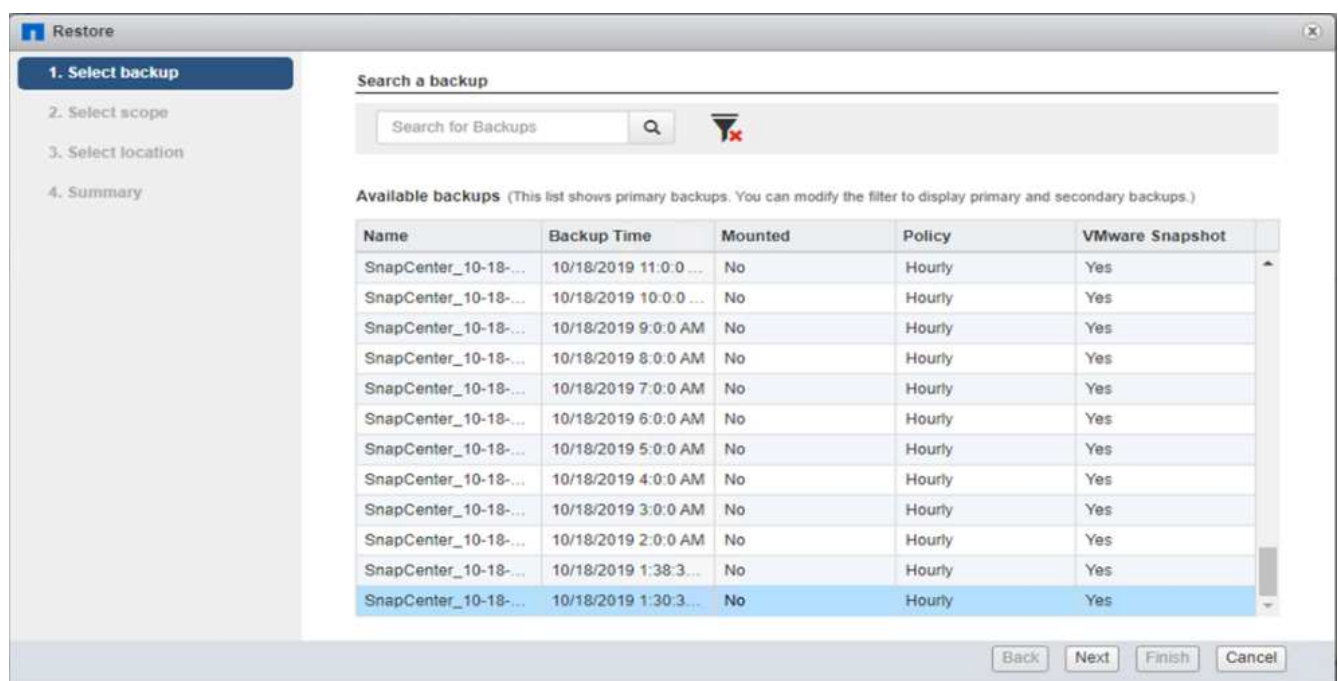 Restore
1. Select backup
2. Select scope
3. Select location
4. Summary
Search a backup
Search for Backups
Available backups (This list shows primary backups. You can modify the filter to display primary and secondary backups.)
Name Backup Time Mounted Policy VMware Snapshot
SnapCenter_10-18-... 10/18/2019 11:0:0 ... No Hourly Yes
SnapCenter_10-18-... 10/18/2019 10:0:0 ... No Hourly Yes
SnapCenter_10-18-... 10/18/2019 9:0:0 AM No Hourly Yes
SnapCenter_10-18-... 10/18/2019 8:0:0 AM No Hourly Yes
SnapCenter_10-18-... 10/18/2019 7:0:0 AM No Hourly Yes
SnapCenter_10-18-... 10/18/2019 6:0:0 AM No Hourly Yes
SnapCenter_10-18-... 10/18/2019 5:0:0 AM No Hourly Yes
SnapCenter_10-18-... 10/18/2019 4:0:0 AM No Hourly Yes
SnapCenter_10-18-... 10/18/2019 3:0:0 AM No Hourly Yes
SnapCenter_10-18-... 10/18/2019 2:0:0 AM No Hourly Yes
SnapCenter_10-18-... 10/18/2019 1:38:3... No Hourly Yes
SnapCenter_10-18-... 10/18/2019 1:30:3... No Hourly Yes
Back Next Finish Cancel